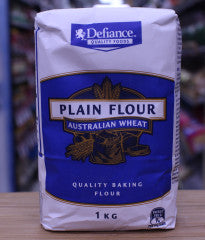 Defiance
QUALITY FOODS
PLAIN FLOUR
AUSTRALIAN WHEAT
QUALITY BAKING
FLOUR
1 KG